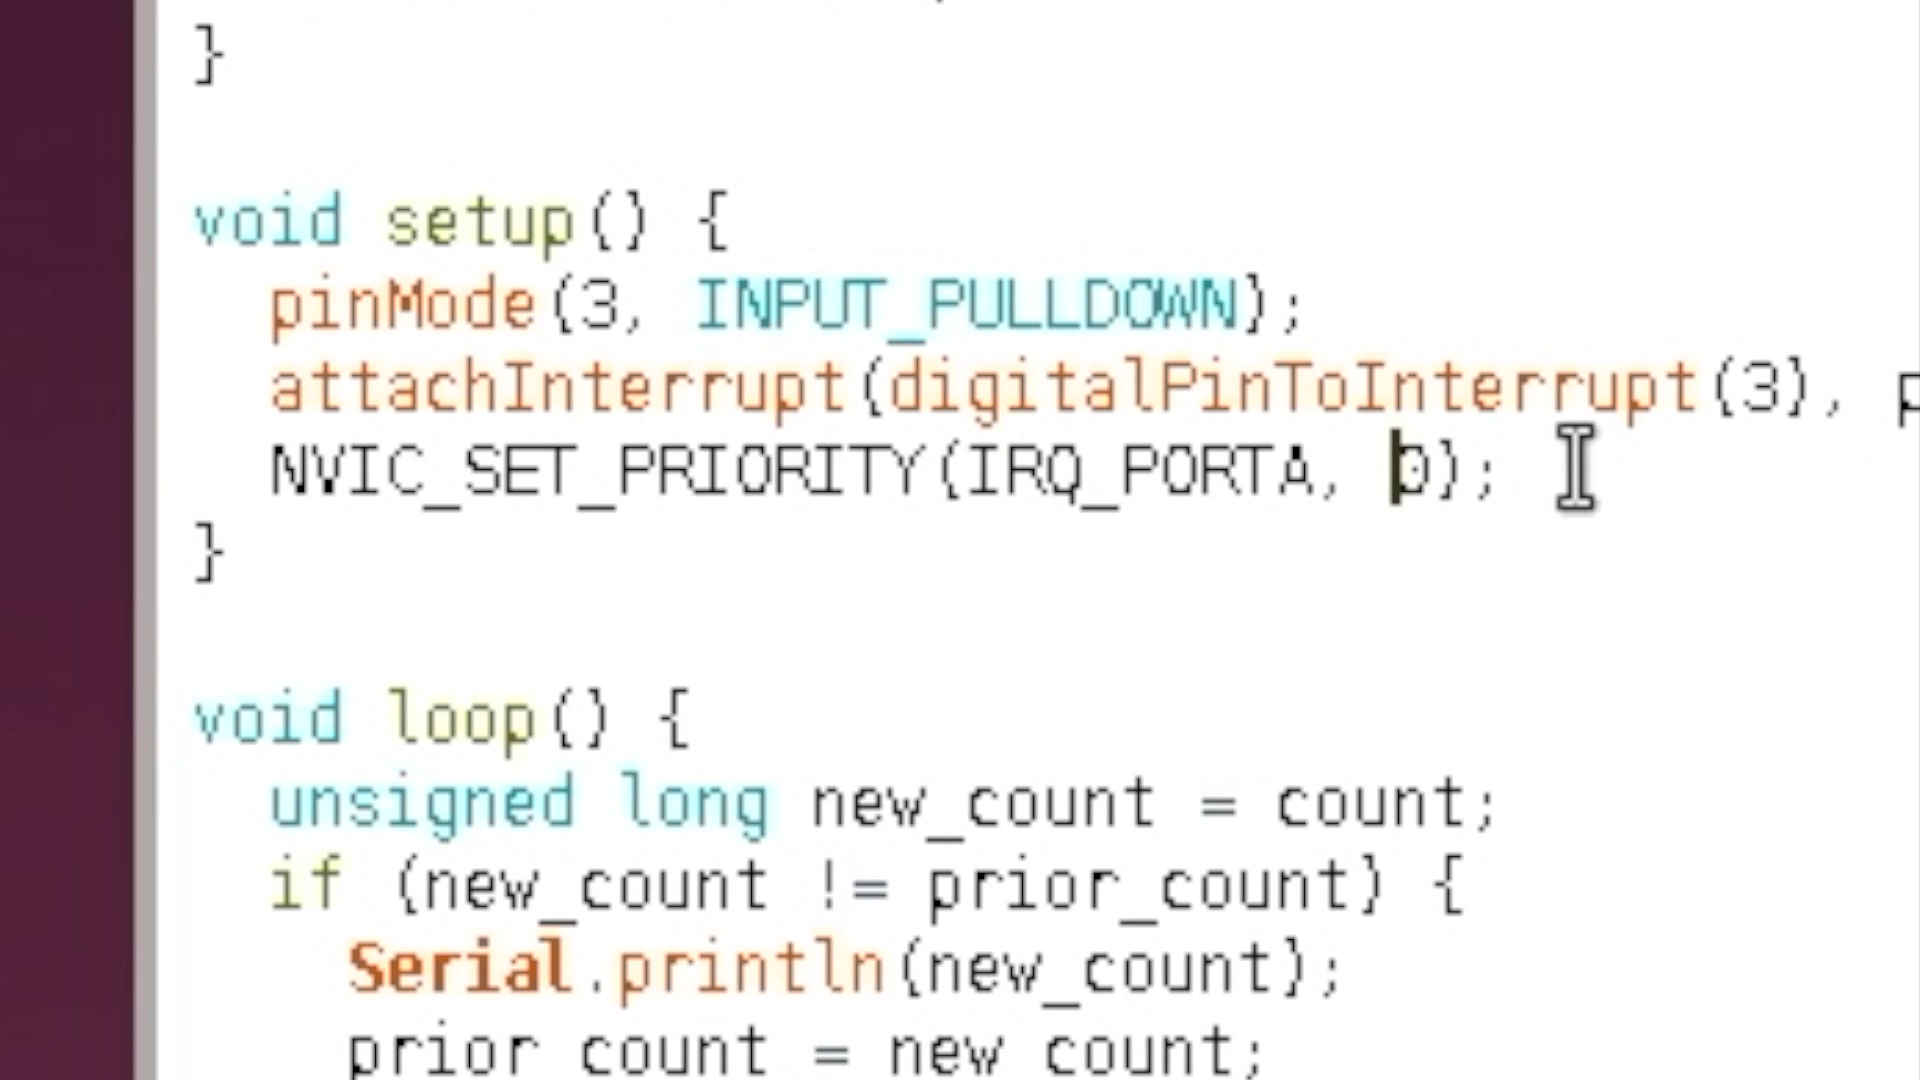 }
void setup() {
pinMode(3, INPUT_PULLDOWN);
attachInterrupt(digitalPinToInterrupt(3), p
NVIC_SET_PRIORITY(IRQ_PORTA, 0);
}
void loop() {
unsigned long new_count = count;
if (new_count != prior_count) {
Serial.println(new_count);
prior_count = new_count;